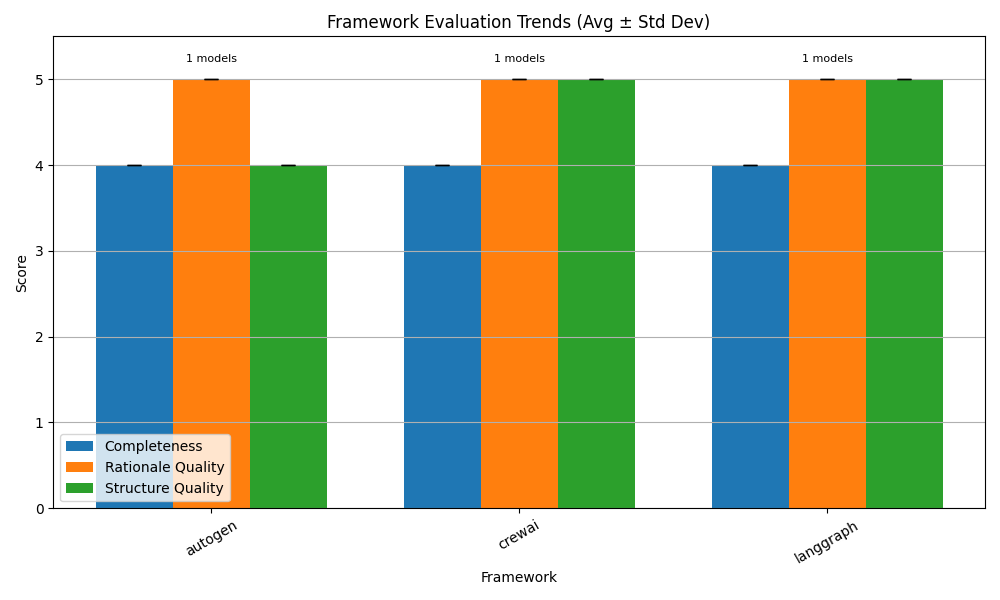 Framework Evaluation Trends (Avg ± Std Dev)
1 models
1 models
1 models
5
4
3
2
1
0
Score
Completeness
Rationale Quality
Structure Quality
autogen
crewai
langgraph
Framework